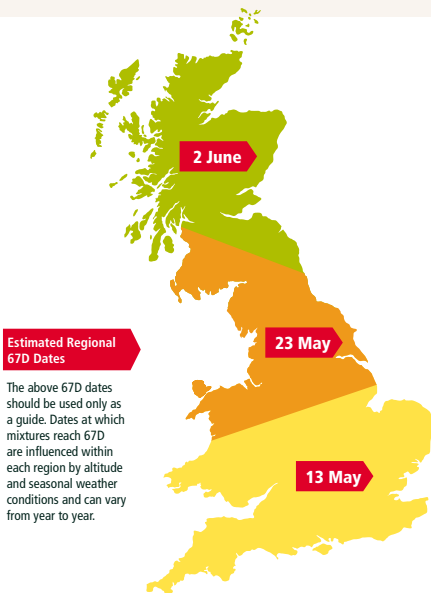 2 June
23 May
Estimated Regional
67D Dates
The above 67D dates
should be used only as
a guide. Dates at which
mixtures reach 67D
are influenced within
each region by altitude
and seasonal weather
conditions and can vary
from year to year.
13 May